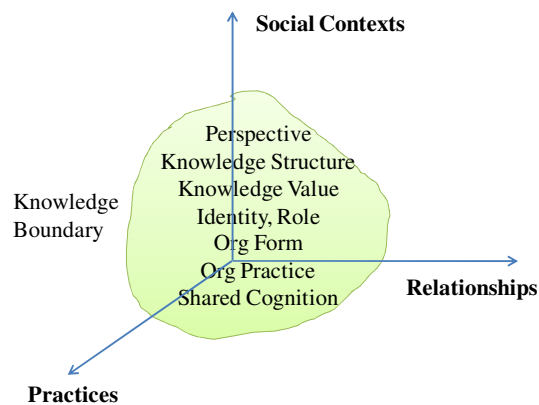 Social Contexts
Perspective
Knowledge Structure
Knowledge Value
Identity, Role
Org Form
Org Practice
Shared Cognition
Knowledge
Boundary
Relationships
Practices